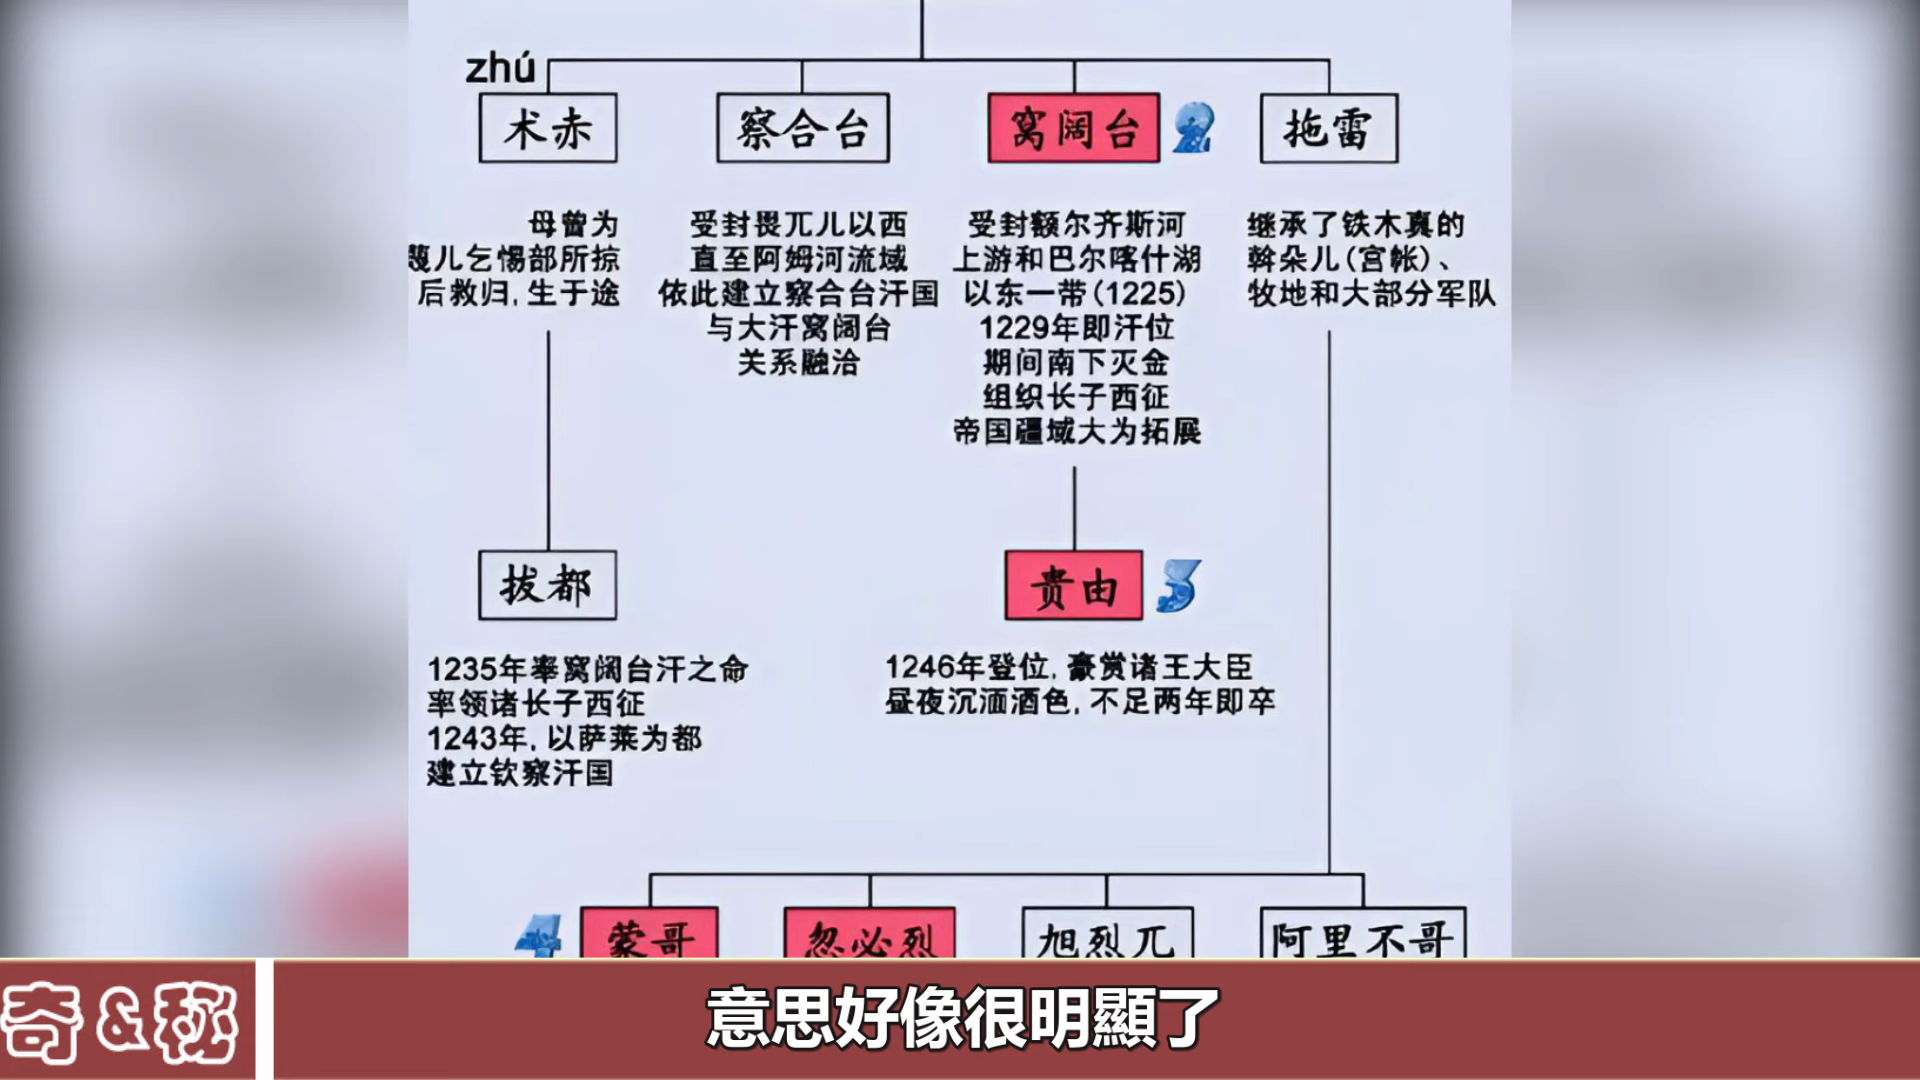 zhú
术赤
察合台
窝阔台
2
拖雷
母曾为
蔑儿乞惕部所掠
后救归,生于途
受封畏兀儿以西
直至阿姆河流域
依此建立察合台汗国
与大汗窝阔台
关系融洽
受封额尔齐斯河
上游和巴尔喀什湖
以东一带(1225)
1229年即汗位
期间南下灭金
组织长子西征
帝国疆域大为拓展
继承了铁木真的
斡朵儿(宫帐)、
牧地和大部分军队
拔都
贵由
3
1235年奉窝阔台汗之命
率领诸长子西征
1243年,以萨莱为都
建立钦察汗国
1246年登位,豪赏诸王大臣
昼夜沉湎酒色,不足两年即卒
4
蒙哥
忽必烈
旭烈兀
阿里不哥
奇&秘
意思好像很明顯了